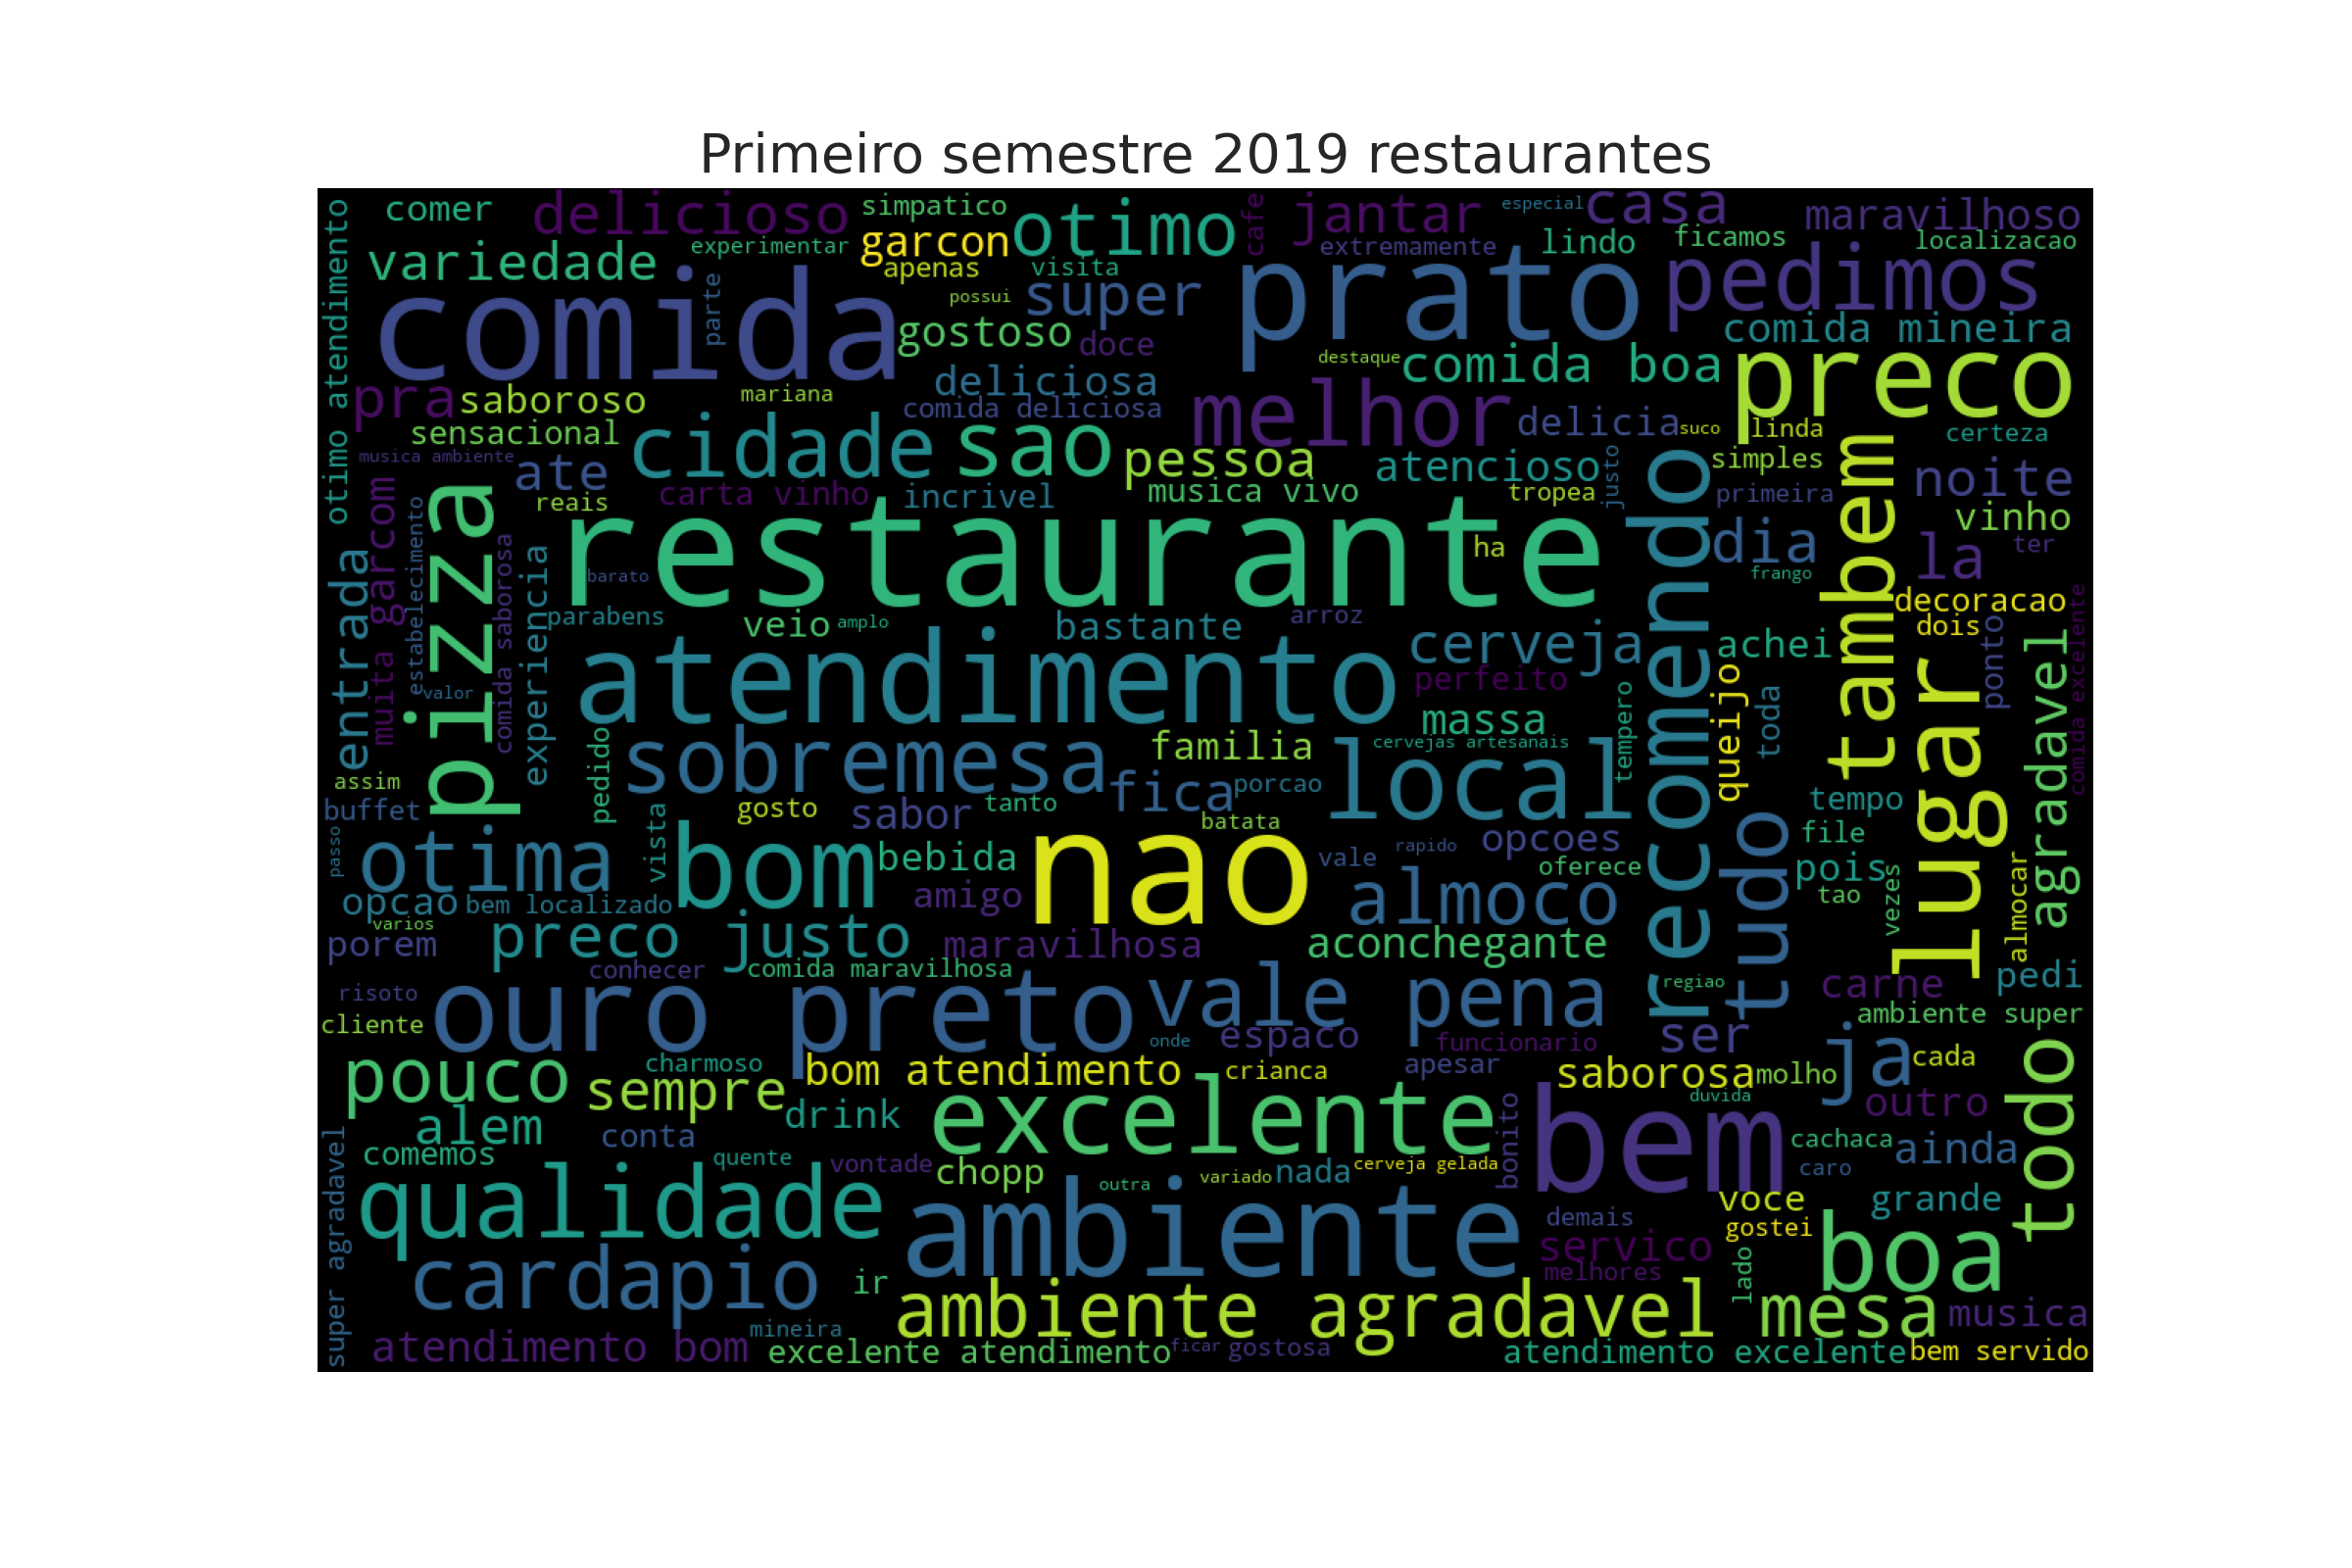 Primeiro semestre 2019 restaurantes
otimo atendimento
comer
delicioso
simpatico
otimo
cafe
jantar
especial
casa
maravilhoso
variedade
experimentar
garcon
apenas
visita
extremamente
lindo
ficamos
localizacao
comida
parte
possui
super
prato
pedimos
gostoso
doce
destaque
comida boa
comida mineira
preco
pra
saboroso
mariana
deliciosa
comida deliciosa
melhor
delicia
suco
linda
certeza
sensacional
musica ambiente
ate
cidade
sao
pessoa
atencioso
justo
simples
tambem
noite
reais
carta vinho
incrivel
musica vivo
tropea
primeira
vinho
pizza
muita garcom
estabelecimento
comida saborosa
experiencia
entrada
restaurante
ha
recomendo
dia
la
ter
barato
frango
parabens
veio
amplo
bastante
arroz
decoracao
dois
comida excelente
atendimento
cerveja
achei
ponto
agradavel
valor
perfeito
queijo
toda
lugar
massa
tempero
pedido
sobremesa
familia
cervejas artesanais
local
assim
fica
porcao
buffet
gosto
sabor
tanto
tempo
passo
otima
vista
bom
bebida
nao
batata
vale
rapido
opcoes
oferece
tudo
file
pois
tao
vezes
almocar
opcao
bem localizado
amigo
almoco
varios
porem
preco justo
maravilhosa
aconchegante
conhecer
comida maravilhosa
regiao
carne
pedi
risoto
cliente
ouro preto
vale pena
onde
espaco
funcionario
ser
ambiente super
ja
cada
pouco
charmoso
sempre
bom atendimento
crianca
apesar
saborosa
molho
todo
alem
drink
excelente
duvida
outro
conta
bonito
bem
cachaca
ainda
comemos
quente
vontade
chopp
outra
variado
nada
cerveja gelada
caro
super agradavel
qualidade
ambiente
demais
voce
grande
gostei
servico
melhores
lado
boa
cardapio
ir
ambiente agradavel
mesa
musica
atendimento bom
mineira
excelente atendimento
ficar
gostosa
atendimento excelente
bem servido